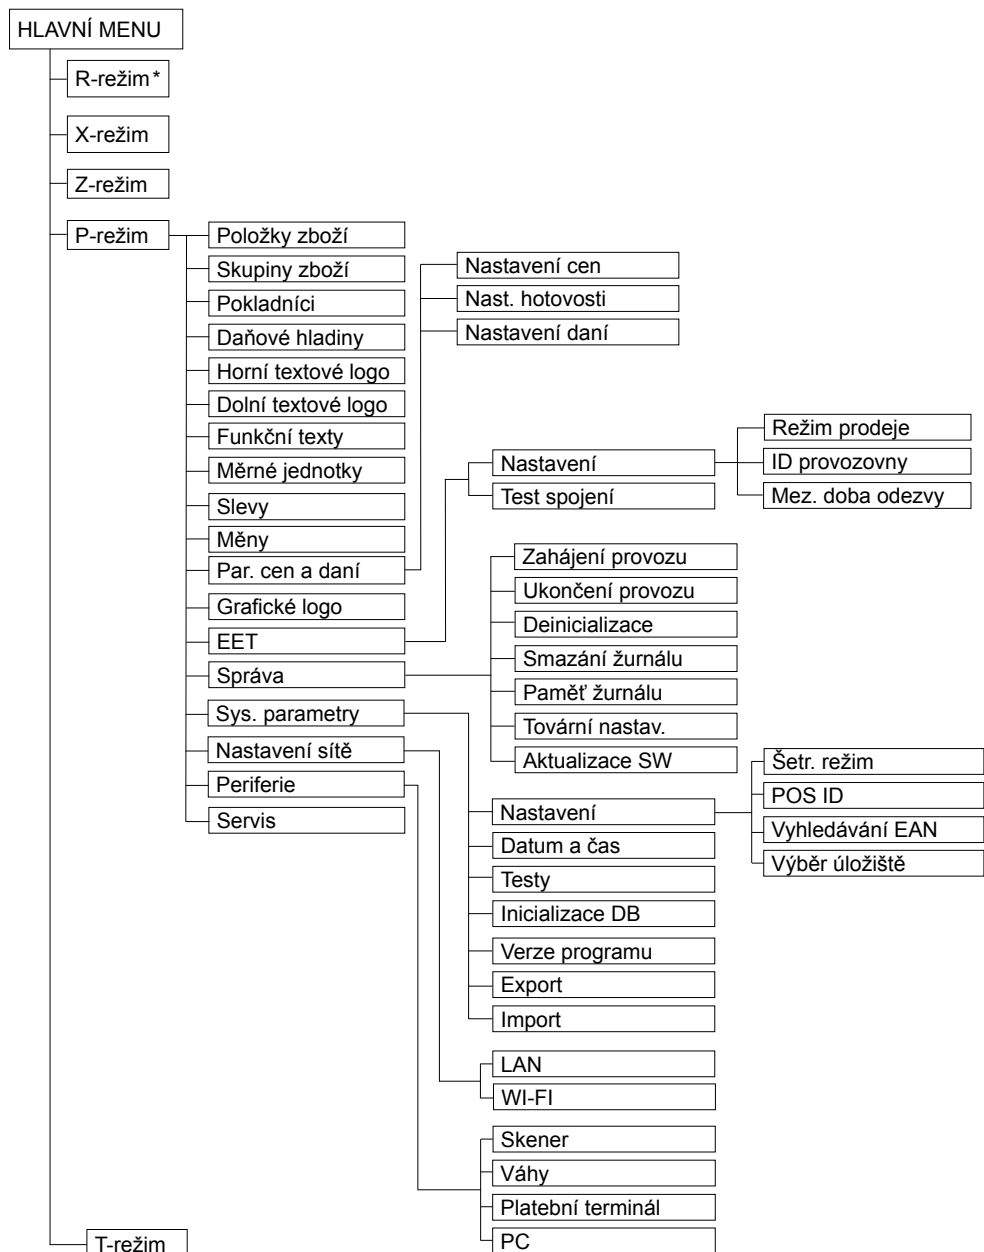 HLAVNÍ MENU
R-režim*
X-režim
Z-režim
P-režim
Položky zboží
Skupiny zboží
Pokladníci
Daňové hladiny
Horní textové logo
Dolní textové logo
Funkční texty
Měrné jednotky
Slevy
Měny
Par. cen a daní
Grafické logo
EET
Správa
Sys. parametry
Nastavení sítě
Periferie
Servis
Nastavení cen
Nast. hotovosti
Nastavení daní
Nastavení
Test spojení
Režim prodeje
ID provozovny
Mez. doba odezvy
Zahájení provozu
Ukončení provozu
Deinicializace
Smazání žurnálu
Paměť žurnálu
Tovární nastav.
Aktualizace SW
Nastavení
Datum a čas
Testy
Inicializace DB
Verze programu
Export
Import
Šetr. režim
POS ID
Vyhledávání EAN
Výběr úložiště
LAN
WI-FI
Skener
Váhy
Platební terminál
PC
T-režim